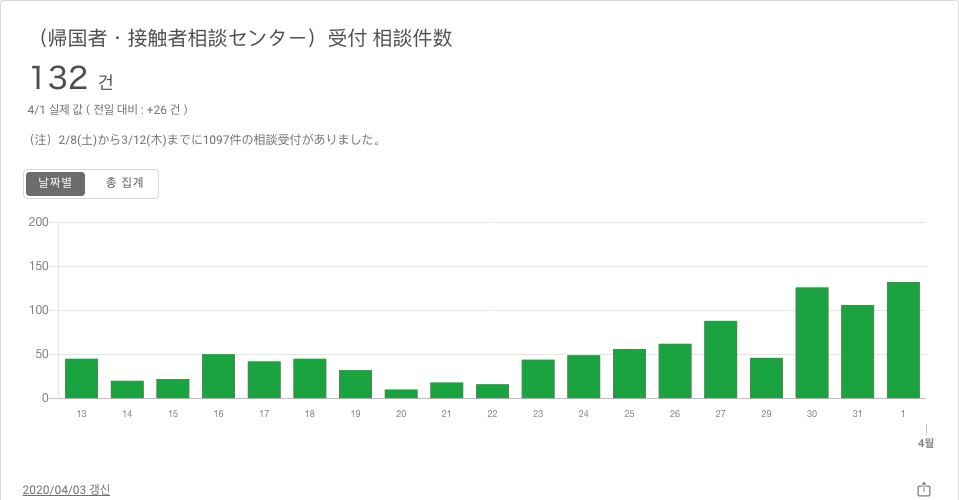 （帰国者・接触者相談センター）受付 相談件数
132 건
4/1 실제 값 ( 전일 대비 : +26 건 )
（注）2/8(土)から3/12(木)までに1097件の相談受付がありました。
날짜별 총 집계
200
150
100
50
0
13 14 15 16 17 18 19 20 21 22 23 24 25 26 27 29 30 31 1
4월
2020/04/03 갱신